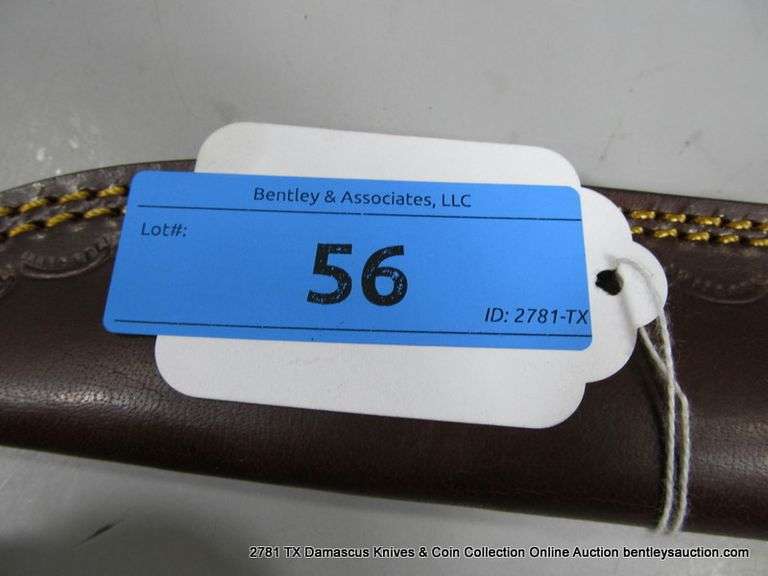 Bentley & Associates, LLC
Lot#:
56
ID: 2781-TX
2781 TX Damascus Knives & Coin Collection Online Auction bentleysauction.com